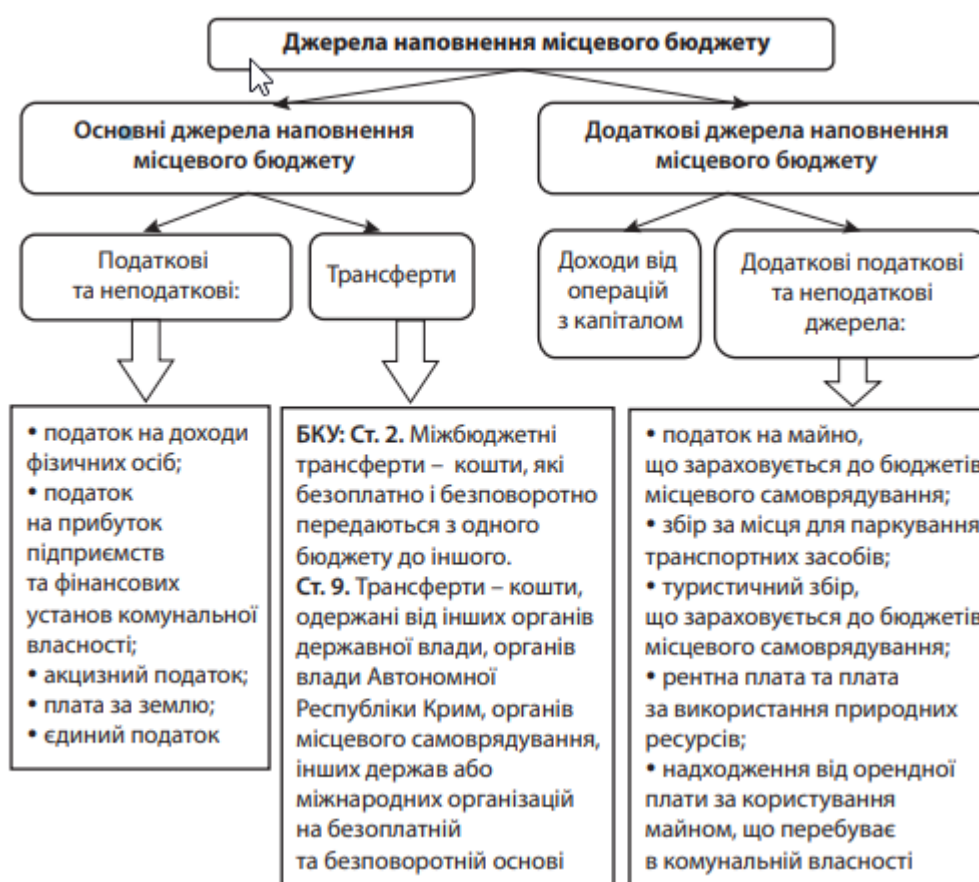 Джерела наповнення місцевого бюджету
Основні джерела наповнення
місцевого бюджету
Додаткові джерела наповнення
місцевого бюджету
Податкові
та неподаткові:
Трансферти
Доходи від
операцій
з капіталом
Додаткові податкові
та неподаткові
джерела:
• податок на доходи
фізичних осіб;
• податок
на прибуток
підприємств
та фінансових
установ комунальної
власності;
• акцизний податок;
• плата за землю;
• єдиний податок
БКУ: Ст. 2. Міжбюджетні
трансферти – кошти, які
безоплатно і безповоротно
передаються з одного
бюджету до іншого.
Ст. 9. Трансферти – кошти,
одержані від інших органів
державної влади, органів
влади Автономної
Республіки Крим, органів
місцевого самоврядування,
інших держав або
міжнародних організацій
на безоплатній
та безповоротній основі
• податок на майно,
що зараховується до бюджетів
місцевого самоврядування;
• збір за місця для паркування
транспортних засобів;
• туристичний збір,
що зараховується до бюджетів
місцевого самоврядування;
• рентна плата та плата
за використання природних
ресурсів;
• надходження від орендної
плати за користування
майном, що перебуває
в комунальній власності